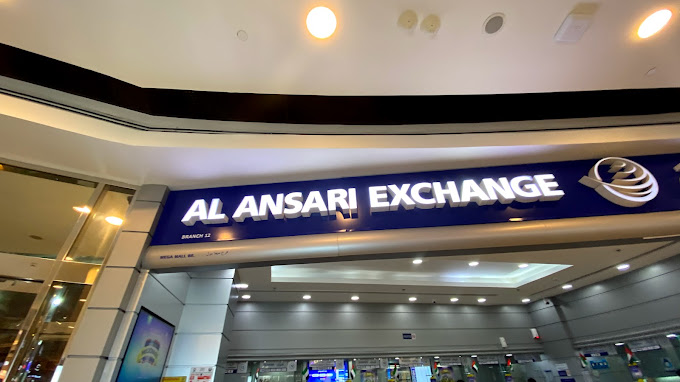 AL ANSARI EXCHANGE
BRANCH 12
MEGA MALL BR.